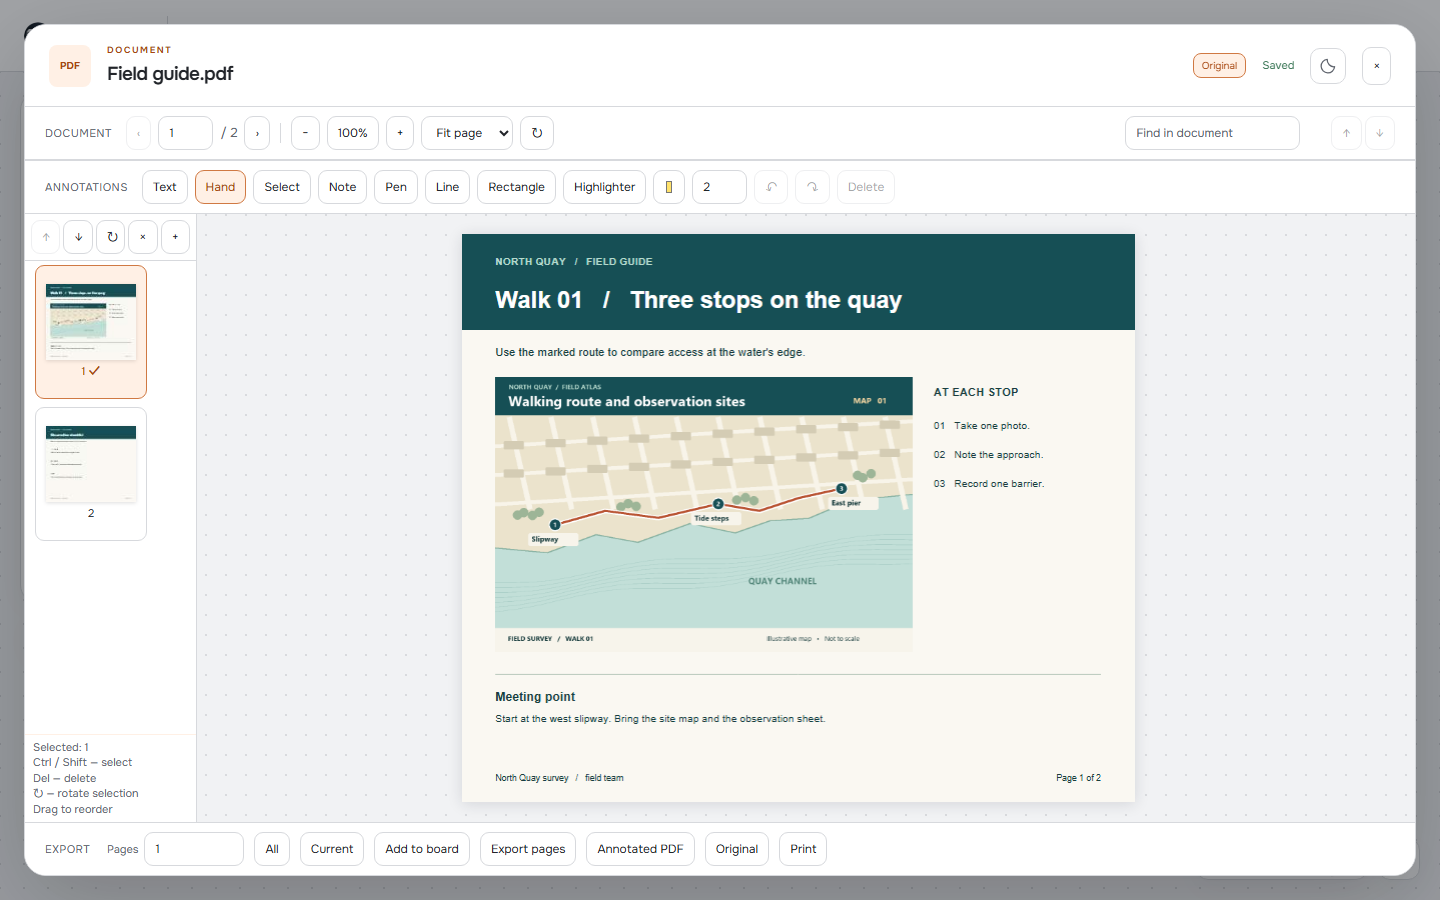 PDF
DOCUMENT
Field guide.pdf
Original
Saved
×
DOCUMENT
‹ 1 / 2 ›
− 100% +
Fit page
↻
Find in document
↑ ↓
ANNOTATIONS
Text
Hand
Select
Note
Pen
Line
Rectangle
Highlighter
2
Delete
↑ ↓ ↻ × +
1 ✓
2
Selected: 1
Ctrl / Shift — select
Del — delete
↻ — rotate selection
Drag to reorder
NORTH QUAY / FIELD GUIDE
Walk 01 / Three stops on the quay
Use the marked route to compare access at the water's edge.
NORTH QUAY / FIELD ATLAS
Walking route and observation sites
MAP 01
1
Slipway
2
Tide steps
3
East pier
QUAY CHANNEL
FIELD SURVEY / WALK 01
Illustrative map • Not to scale
AT EACH STOP
01 Take one photo.
02 Note the approach.
03 Record one barrier.
Meeting point
Start at the west slipway. Bring the site map and the observation sheet.
North Quay survey / field team
Page 1 of 2
EXPORT
Pages 1
All
Current
Add to board
Export pages
Annotated PDF
Original
Print